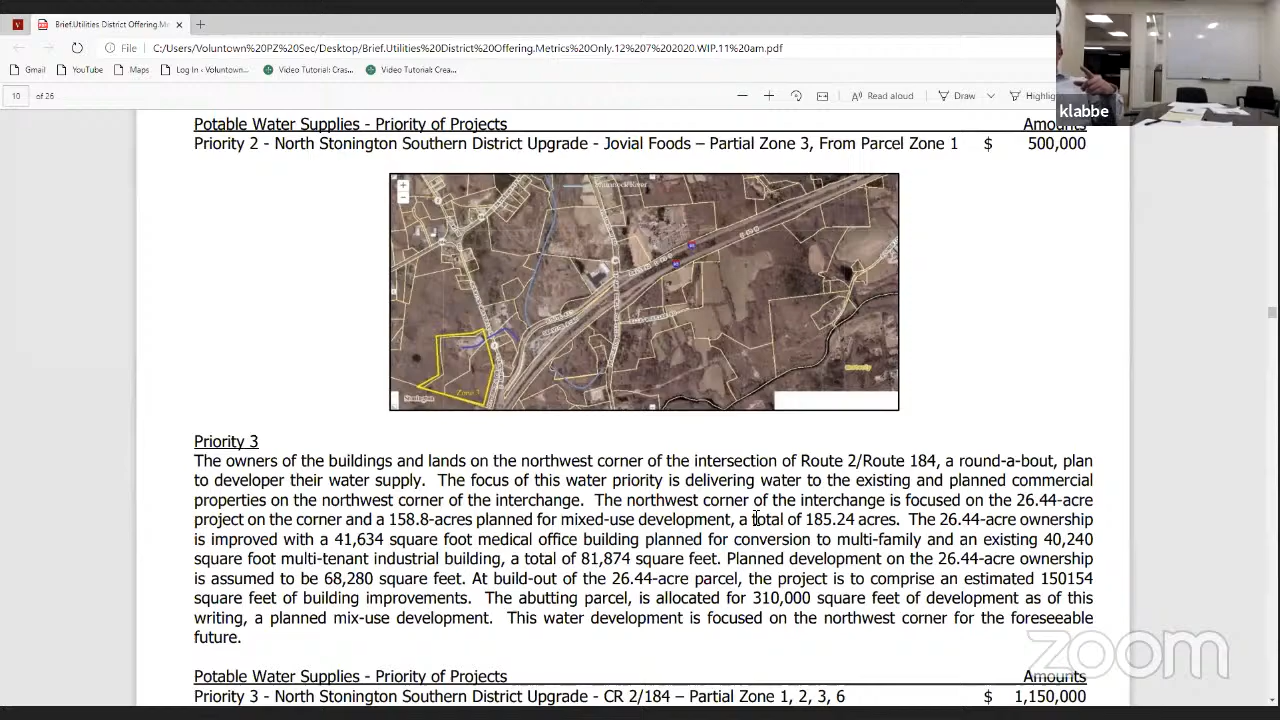 Brief.Utilities District Offering.Me
File C:/Users/Voluntown%20PZ%20Sec/Desktop/Brief.Utilities%20District%20Offering.Metrics%20Only.12%207%202020.WIP.11%20am.pdf
Gmail YouTube Maps Log In - Voluntown... Video Tutorial: Cras... Video Tutorial: Crea...
10 of 26 Read aloud Draw Highlig
klabbe
Potable Water Supplies - Priority of Projects Amounts
Priority 2 - North Stonington Southern District Upgrade - Jovial Foods – Partial Zone 3, From Parcel Zone 1 $ 500,000
Stonington
Priority 3
The owners of the buildings and lands on the northwest corner of the intersection of Route 2/Route 184, a round-a-bout, plan
to developer their water supply. The focus of this water priority is delivering water to the existing and planned commercial
properties on the northwest corner of the interchange. The northwest corner of the interchange is focused on the 26.44-acre
project on the corner and a 158.8-acres planned for mixed-use development, a total of 185.24 acres. The 26.44-acre ownership
is improved with a 41,634 square foot medical office building planned for conversion to multi-family and an existing 40,240
square foot multi-tenant industrial building, a total of 81,874 square feet. Planned development on the 26.44-acre ownership
is assumed to be 68,280 square feet. At build-out of the 26.44-acre parcel, the project is to comprise an estimated 150154
square feet of building improvements. The abutting parcel, is allocated for 310,000 square feet of development as of this
writing, a planned mix-use development. This water development is focused on the northwest corner for the foreseeable
future.
zoom
Potable Water Supplies - Priority of Projects Amounts
Priority 3 - North Stonington Southern District Upgrade - CR 2/184 – Partial Zone 1, 2, 3, 6 $ 1,150,000